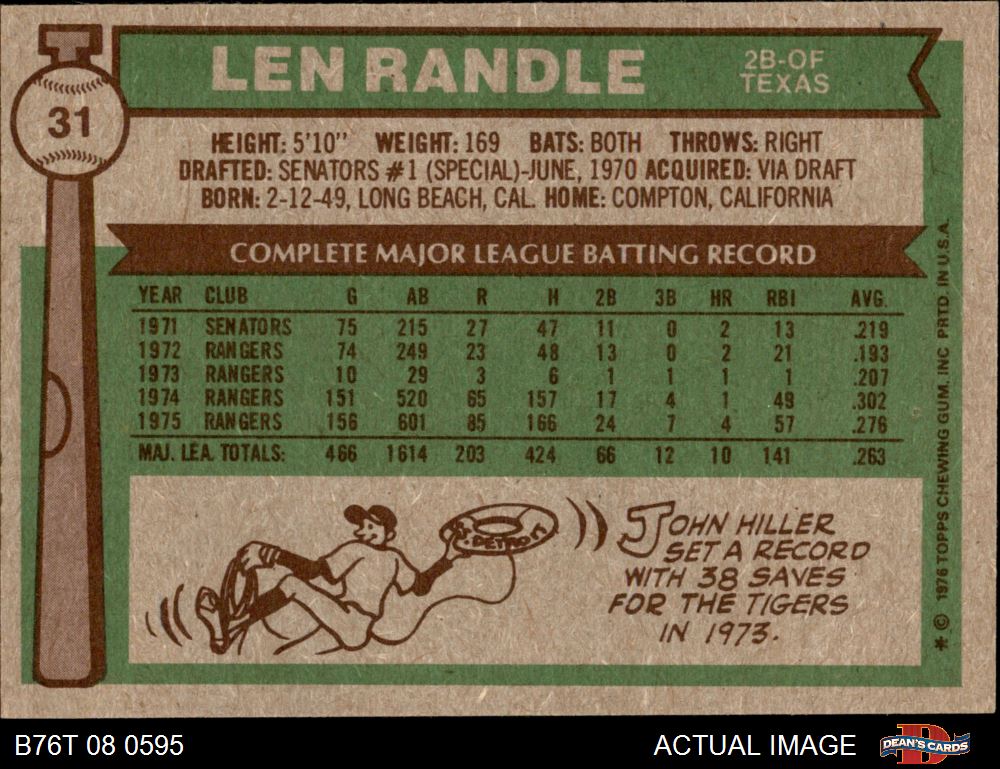 31
LEN RANDLE
2B-OF
TEXAS
HEIGHT: 5'10" WEIGHT: 169 BATS: BOTH THROWS: RIGHT
DRAFTED: SENATORS #1 (SPECIAL)-JUNE, 1970 ACQUIRED: VIA DRAFT
BORN: 2-12-49, LONG BEACH, CAL. HOME: COMPTON, CALIFORNIA
COMPLETE MAJOR LEAGUE BATTING RECORD
YEAR CLUB G AB R H 2B 3B HR RBI AVG.
1971 SENATORS 75 215 27 47 11 0 2 13 .219
1972 RANGERS 74 249 23 48 13 0 2 21 .193
1973 RANGERS 10 29 3 6 1 1 1 1 .207
1974 RANGERS 151 520 65 157 17 4 1 49 .302
1975 RANGERS 156 601 85 166 24 7 4 57 .276
MAJ. LEA. TOTALS: 466 1614 203 424 66 12 10 141 .263
DETROIT
JOHN HILLER
SET A RECORD
WITH 38 SAVES
FOR THE TIGERS
IN 1973.
* © 1976 TOPPS CHEWING GUM, INC PRTD. IN U.S.A.
B76T 08 0595
ACTUAL IMAGE
DEAN'S CARDS